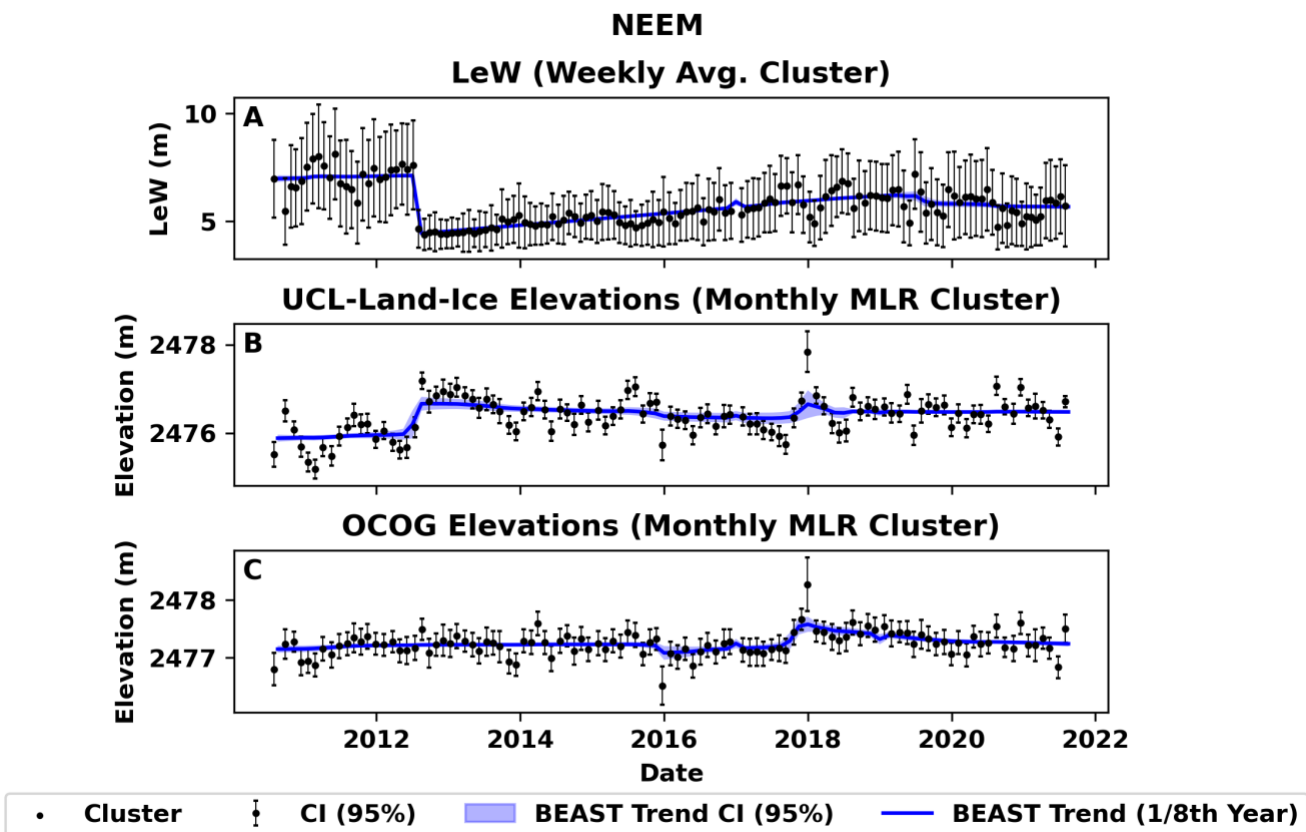 NEEM
LeW (Weekly Avg. Cluster)
A
10
5
LeW (m)
UCL-Land-Ice Elevations (Monthly MLR Cluster)
B
2478
2476
Elevation (m)
OCOG Elevations (Monthly MLR Cluster)
C
2478
2477
Elevation (m)
2012 2014 2016 2018 2020 2022
Date
Cluster CI (95%) BEAST Trend CI (95%) BEAST Trend (1/8th Year)